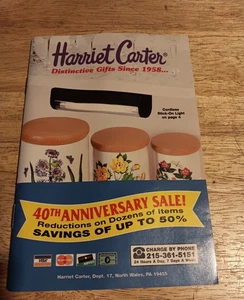 Harriet Carter®
Distinctive Gifts Since 1958...
Cordless
Stick-On Light
on page 4
40TH ANNIVERSARY SALE!
Reductions on Dozens of Items
SAVINGS OF UP TO 50%
CHARGE BY PHONE
215-361-5151
24 Hours A Day, 7 Days A Week
VISA
Harriet Carter, Dept. 17, North Wales, PA 19455